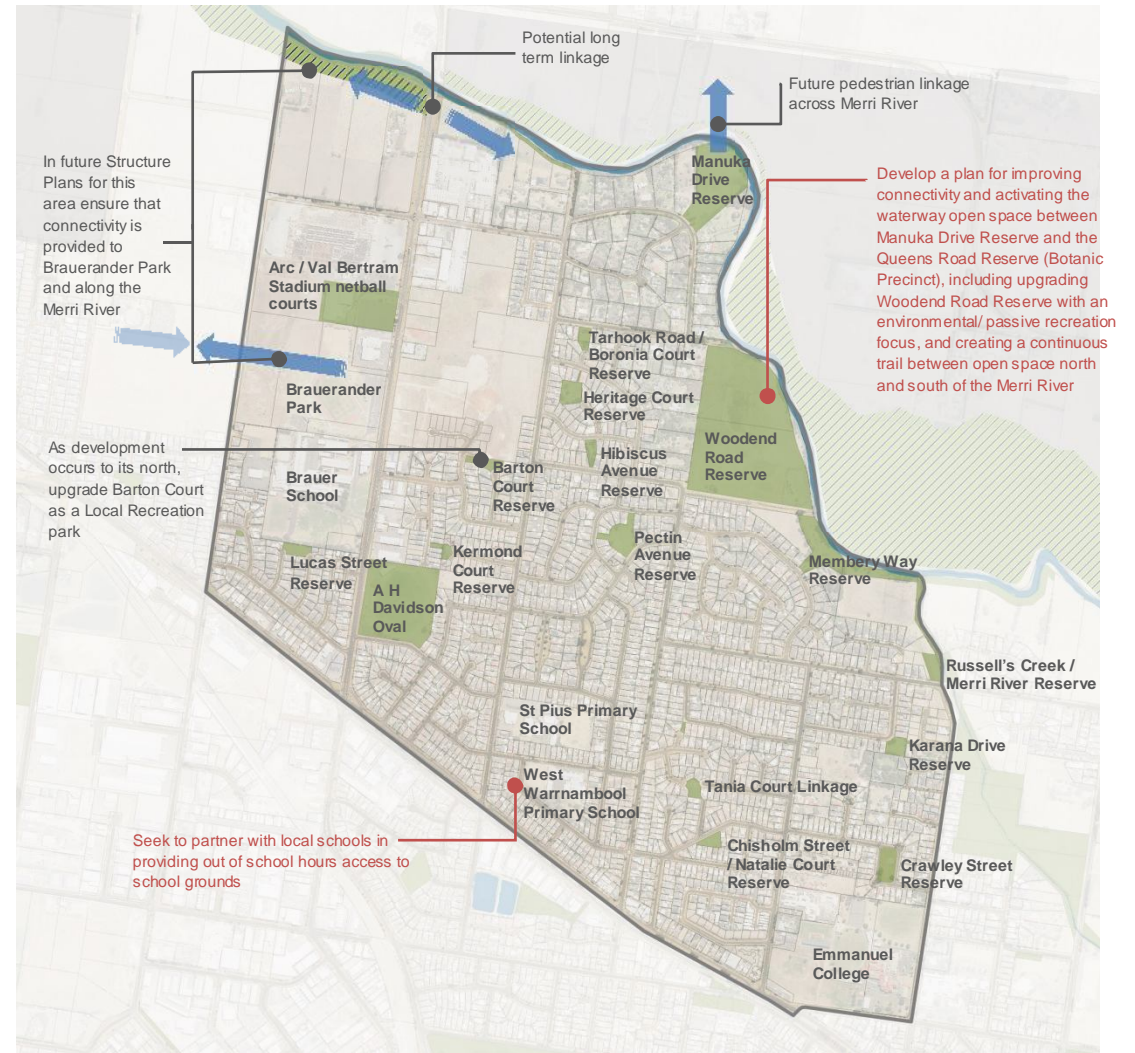 Potential long
term linkage
Future pedestrian linkage
across Merri River
In future Structure
Plans for this
area ensure that
connectivity is
provided to
Brauerander Park
and along the
Merri River
Manuka
Drive
Reserve
Develop a plan for improving
connectivity and activating the
waterway open space between
Manuka Drive Reserve and the
Queens Road Reserve (Botanic
Precinct), including upgrading
Woodend Road Reserve with an
environmental/ passive recreation
focus, and creating a continuous
trail between open space north
and south of the Merri River
Arc / Val Bertram
Stadium netball
courts
Tarhook Road /
Boronia Court
Reserve
Brauerander
Park
Heritage Court
Reserve
As development
occurs to its north,
upgrade Barton Court
as a Local Recreation
park
Woodend
Road
Reserve
Hibiscus
Avenue
Reserve
Barton
Court
Reserve
Brauer
School
Pectin
Avenue
Reserve
Kermond
Court
Reserve
Lucas Street
Reserve
Membery Way
Reserve
A H
Davidson
Oval
Russell's Creek /
Merri River Reserve
St Pius Primary
School
Karana Drive
Reserve
West
Warrnambool
Primary School
Tania Court Linkage
Seek to partner with local schools in
providing out of school hours access to
school grounds
Chisholm Street
/ Natalie Court
Reserve
Crawley Street
Reserve
Emmanuel
College